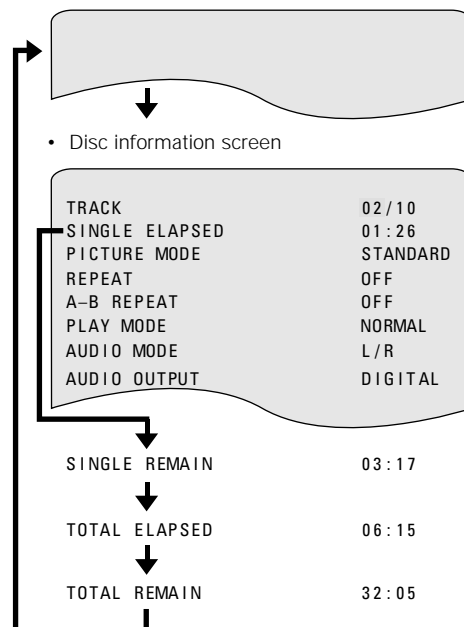 • Disc information screen
TRACK 02/10
SINGLE ELAPSED 01:26
PICTURE MODE STANDARD
REPEAT OFF
A–B REPEAT OFF
PLAY MODE NORMAL
AUDIO MODE L/R
AUDIO OUTPUT DIGITAL
SINGLE REMAIN 03:17
TOTAL ELAPSED 06:15
TOTAL REMAIN 32:05